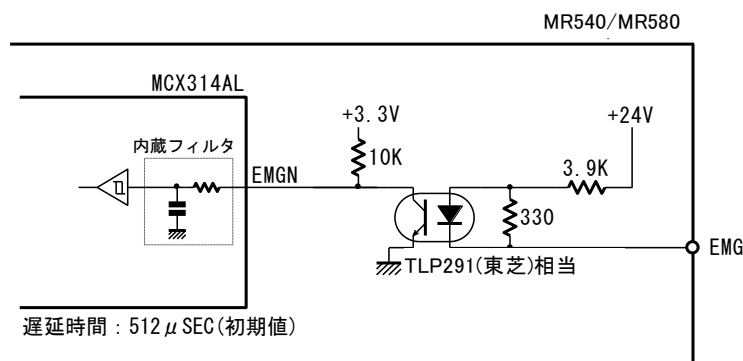 MR540/MR580
MCX314AL
+3.3V
+24V
内蔵フィルタ
10K
3.9K
EMGN
330
EMG
TLP291(東芝)相当
遅延時間：512μSEC(初期値)